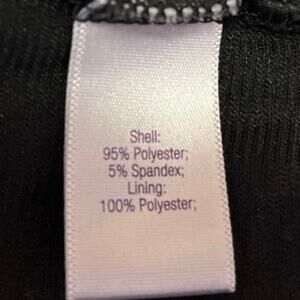 Shell:
95% Polyester;
5% Spandex;
Lining:
100% Polyester;